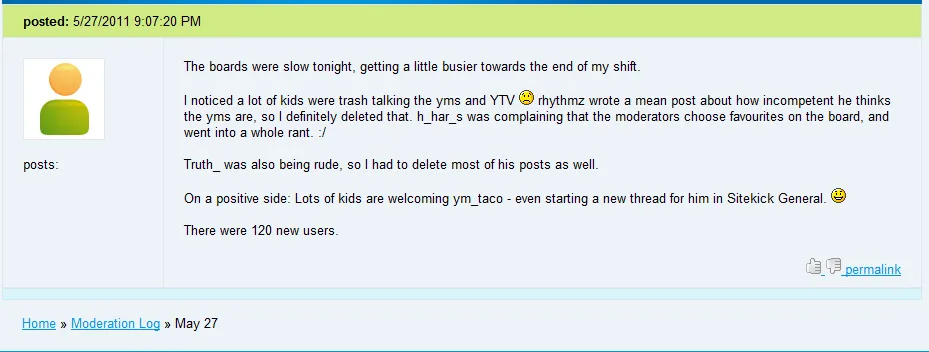 posted: 5/27/2011 9:07:20 PM
The boards were slow tonight, getting a little busier towards the end of my shift.
I noticed a lot of kids were trash talking the yms and YTV rhythmz wrote a mean post about how incompetent he thinks
the yms are, so I definitely deleted that. h_har_s was complaining that the moderators choose favourites on the board, and
went into a whole rant. :/
posts:
Truth_ was also being rude, so I had to delete most of his posts as well.
On a positive side: Lots of kids are welcoming ym_taco - even starting a new thread for him in Sitekick General.
There were 120 new users.
permalink
Home » Moderation Log » May 27